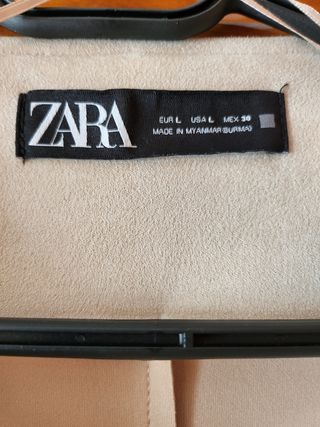 ZARA
EUR L USA L MEX 30
MADE IN MYANMAR(BURMA)